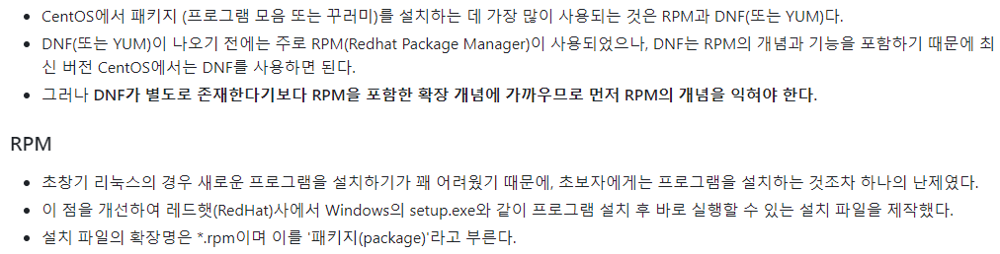 • CentOS에서 패키지 (프로그램 모음 또는 꾸러미)를 설치하는 데 가장 많이 사용되는 것은 RPM과 DNF(또는 YUM)다.
• DNF(또는 YUM)이 나오기 전에는 주로 RPM(Redhat Package Manager)이 사용되었으나, DNF는 RPM의 개념과 기능을 포함하기 때문에 최
신 버전 CentOS에서는 DNF를 사용하면 된다.
• 그러나 DNF가 별도로 존재한다기보다 RPM을 포함한 확장 개념에 가까우므로 먼저 RPM의 개념을 익혀야 한다.
RPM
• 초창기 리눅스의 경우 새로운 프로그램을 설치하기가 꽤 어려웠기 때문에, 초보자에게는 프로그램을 설치하는 것조차 하나의 난제였다.
• 이 점을 개선하여 레드햇(RedHat)사에서 Windows의 setup.exe와 같이 프로그램 설치 후 바로 실행할 수 있는 설치 파일을 제작했다.
• 설치 파일의 확장명은 *.rpm이며 이를 '패키지(package)'라고 부른다.